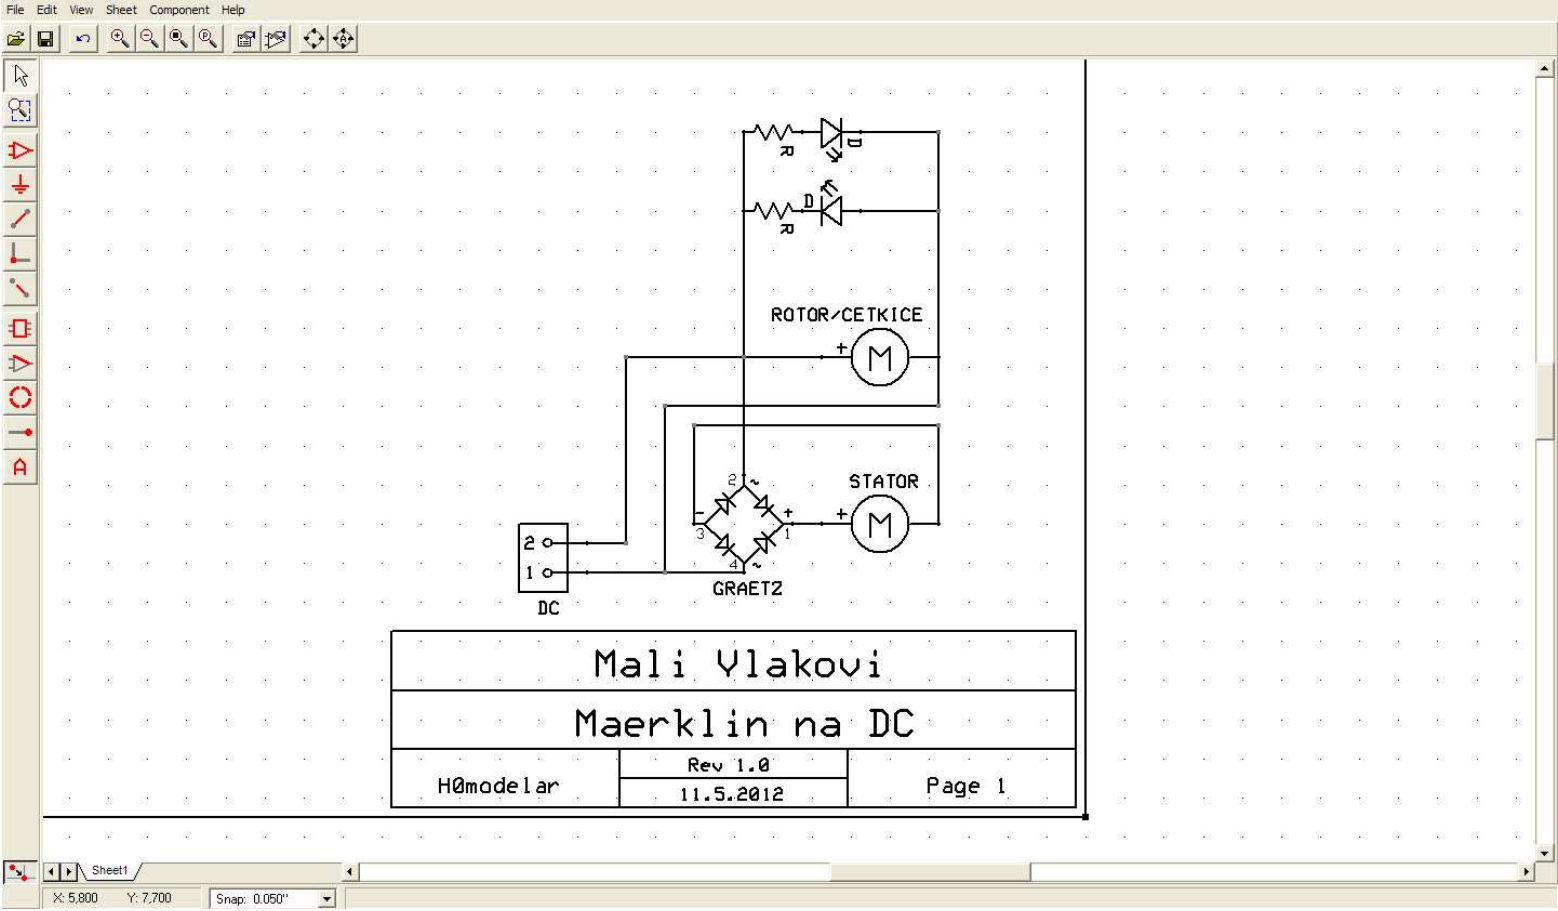 File Edit View Sheet Component Help
R
D
D
R
ROTOR/CETKICE
+
M
2 ~
STATOR
- +
+
M
3
1
2
1
4 ~
GRAETZ
DC
Mali Vlakovi
Maerklin na DC
Rev 1.0
H0modelar
Page 1
11.5.2012
Sheet1
X: 5,800 Y: 7,700 Snap: 0.050"